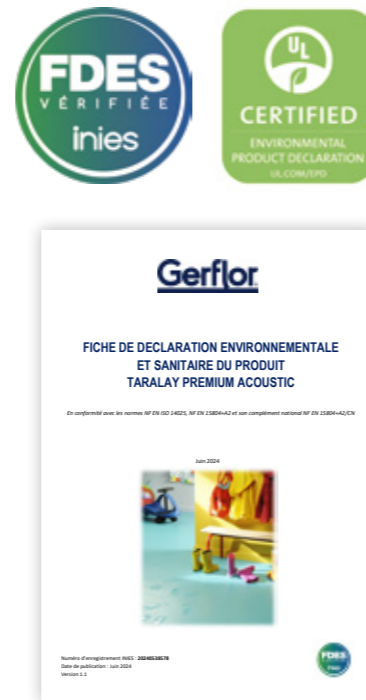 FDES
VÉRIFIÉE
inies
UL
CERTIFIED
ENVIRONMENTAL
PRODUCT DECLARATION
UL.COM/EPD
Gerflor
FICHE DE DECLARATION ENVIRONNEMENTALE
ET SANITAIRE DU PRODUIT
TARALAY PREMIUM ACOUSTIC
En conformité avec les normes NF EN ISO 14025, NF EN 15804+A2 et son complément national NF EN 15804+A2/CN
Juin 2024
Numéro d'enregistrement INIES : 20240538578
Date de publication : Juin 2024
Version 1.1
FDES
inies